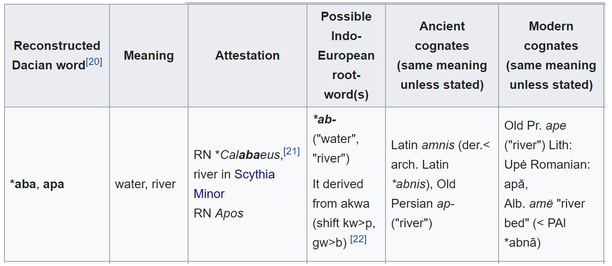 Reconstructed
Dacian word[20]
Meaning
Attestation
Possible
Indo-
European
root-
word(s)
Ancient
cognates
(same meaning
unless stated)
Modern
cognates
(same meaning
unless stated)
*aba, apa
water, river
RN *Calabaeus,[21]
river in Scythia
Minor
RN Apos
*ab-
("water",
"river")
It derived
from akwa
(shift kw>p,
gw>b) [22]
Latin amnis (der.<
arch. Latin
*abnis), Old
Persian ap-
("river")
Old Pr. ape
("river") Lith:
Upė Romanian:
apă,
Alb. amë "river
bed" (< PAl
*abnā)